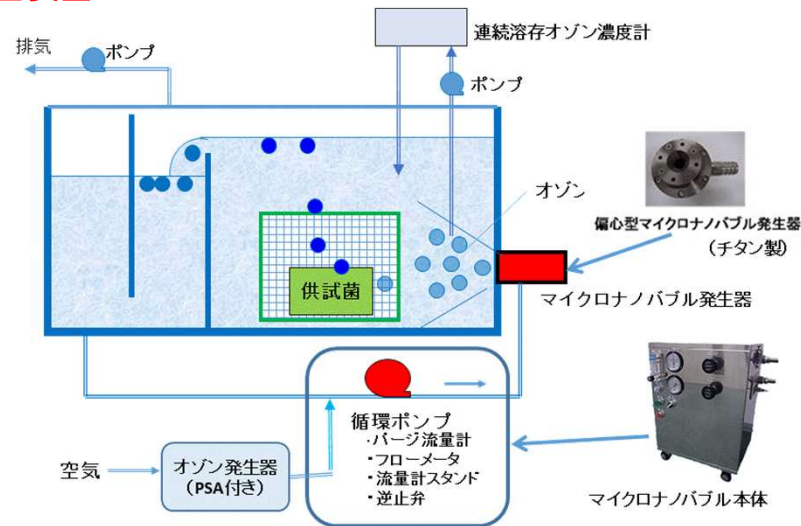 排気
ポンプ
連続溶存オゾン濃度計
ポンプ
オゾン
偏心型マイクロナノバブル発生器
(チタン製)
供試菌
マイクロナノバブル発生器
循環ポンプ
・パージ流量計
・フローメータ
・流量計スタンド
・逆止弁
空気
オゾン発生器
(PSA付き)
マイクロナノバブル本体